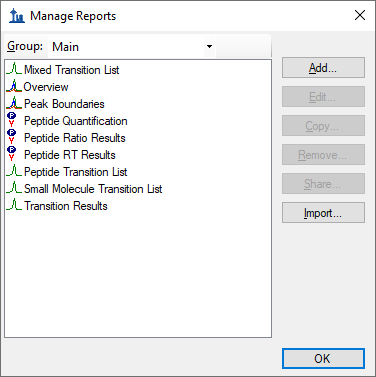 Manage Reports
Group: Main
Mixed Transition List
Overview
Peak Boundaries
Peptide Quantification
Peptide Ratio Results
Peptide RT Results
Peptide Transition List
Small Molecule Transition List
Transition Results
Add...
Edit...
Copy...
Remove...
Share...
Import...
OK